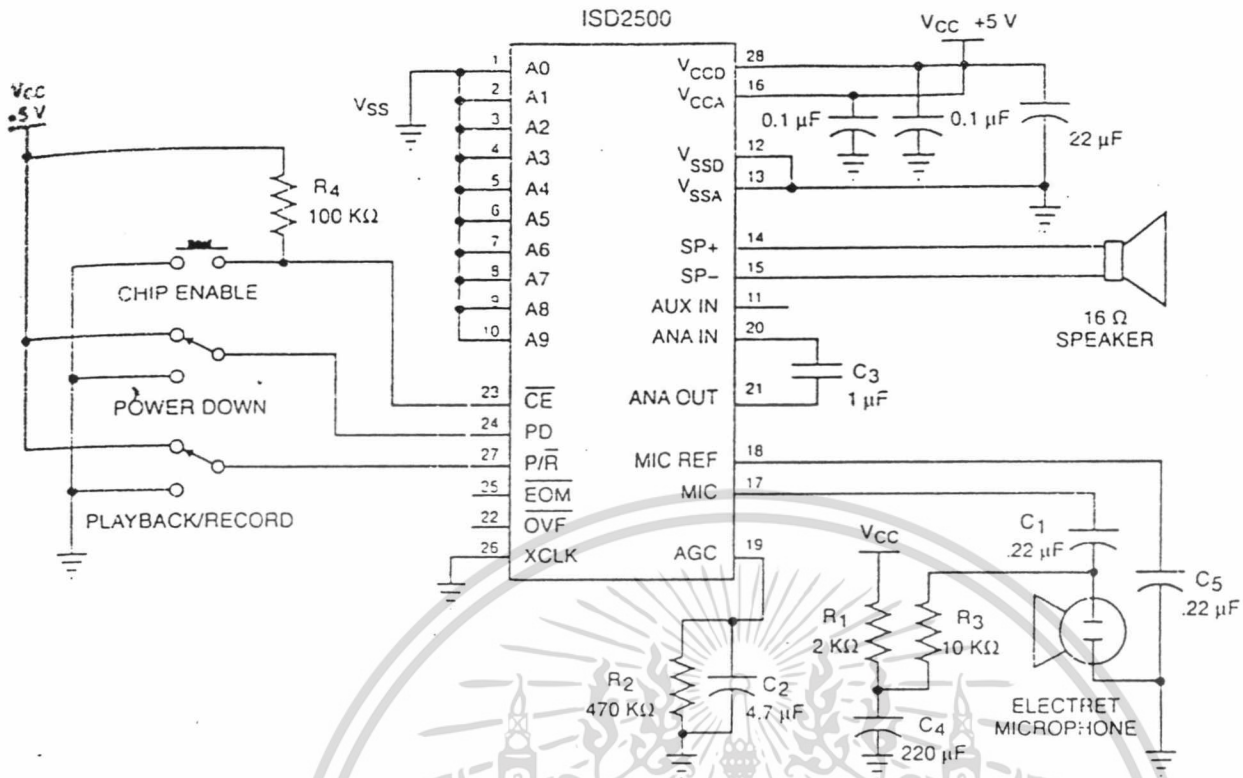 ISD2500
VCC
.5 V
R4
100 KΩ
CHIP ENABLE
POWER DOWN
PLAYBACK/RECORD
VSS
1 A0
2 A1
3 A2
4 A3
5 A4
6 A5
7 A6
8 A7
9 A8
10 A9
23 CE
24 PD
27 P/R
25 EOM
22 OVF
26 XCLK
VCCD 28
VCCA 16
VSSD 12
VSSA 13
SP+ 14
SP− 15
AUX IN 11
ANA IN 20
ANA OUT 21
MIC REF 18
MIC 17
AGC 19
VCC +5 V
0.1 µF
0.1 µF
22 µF
16 Ω
SPEAKER
C3
1 µF
C1
.22 µF
C5
.22 µF
VCC
R1
2 KΩ
R3
10 KΩ
R2
470 KΩ
C2
4.7 µF
C4
220 µF
ELECTRET
MICROPHONE